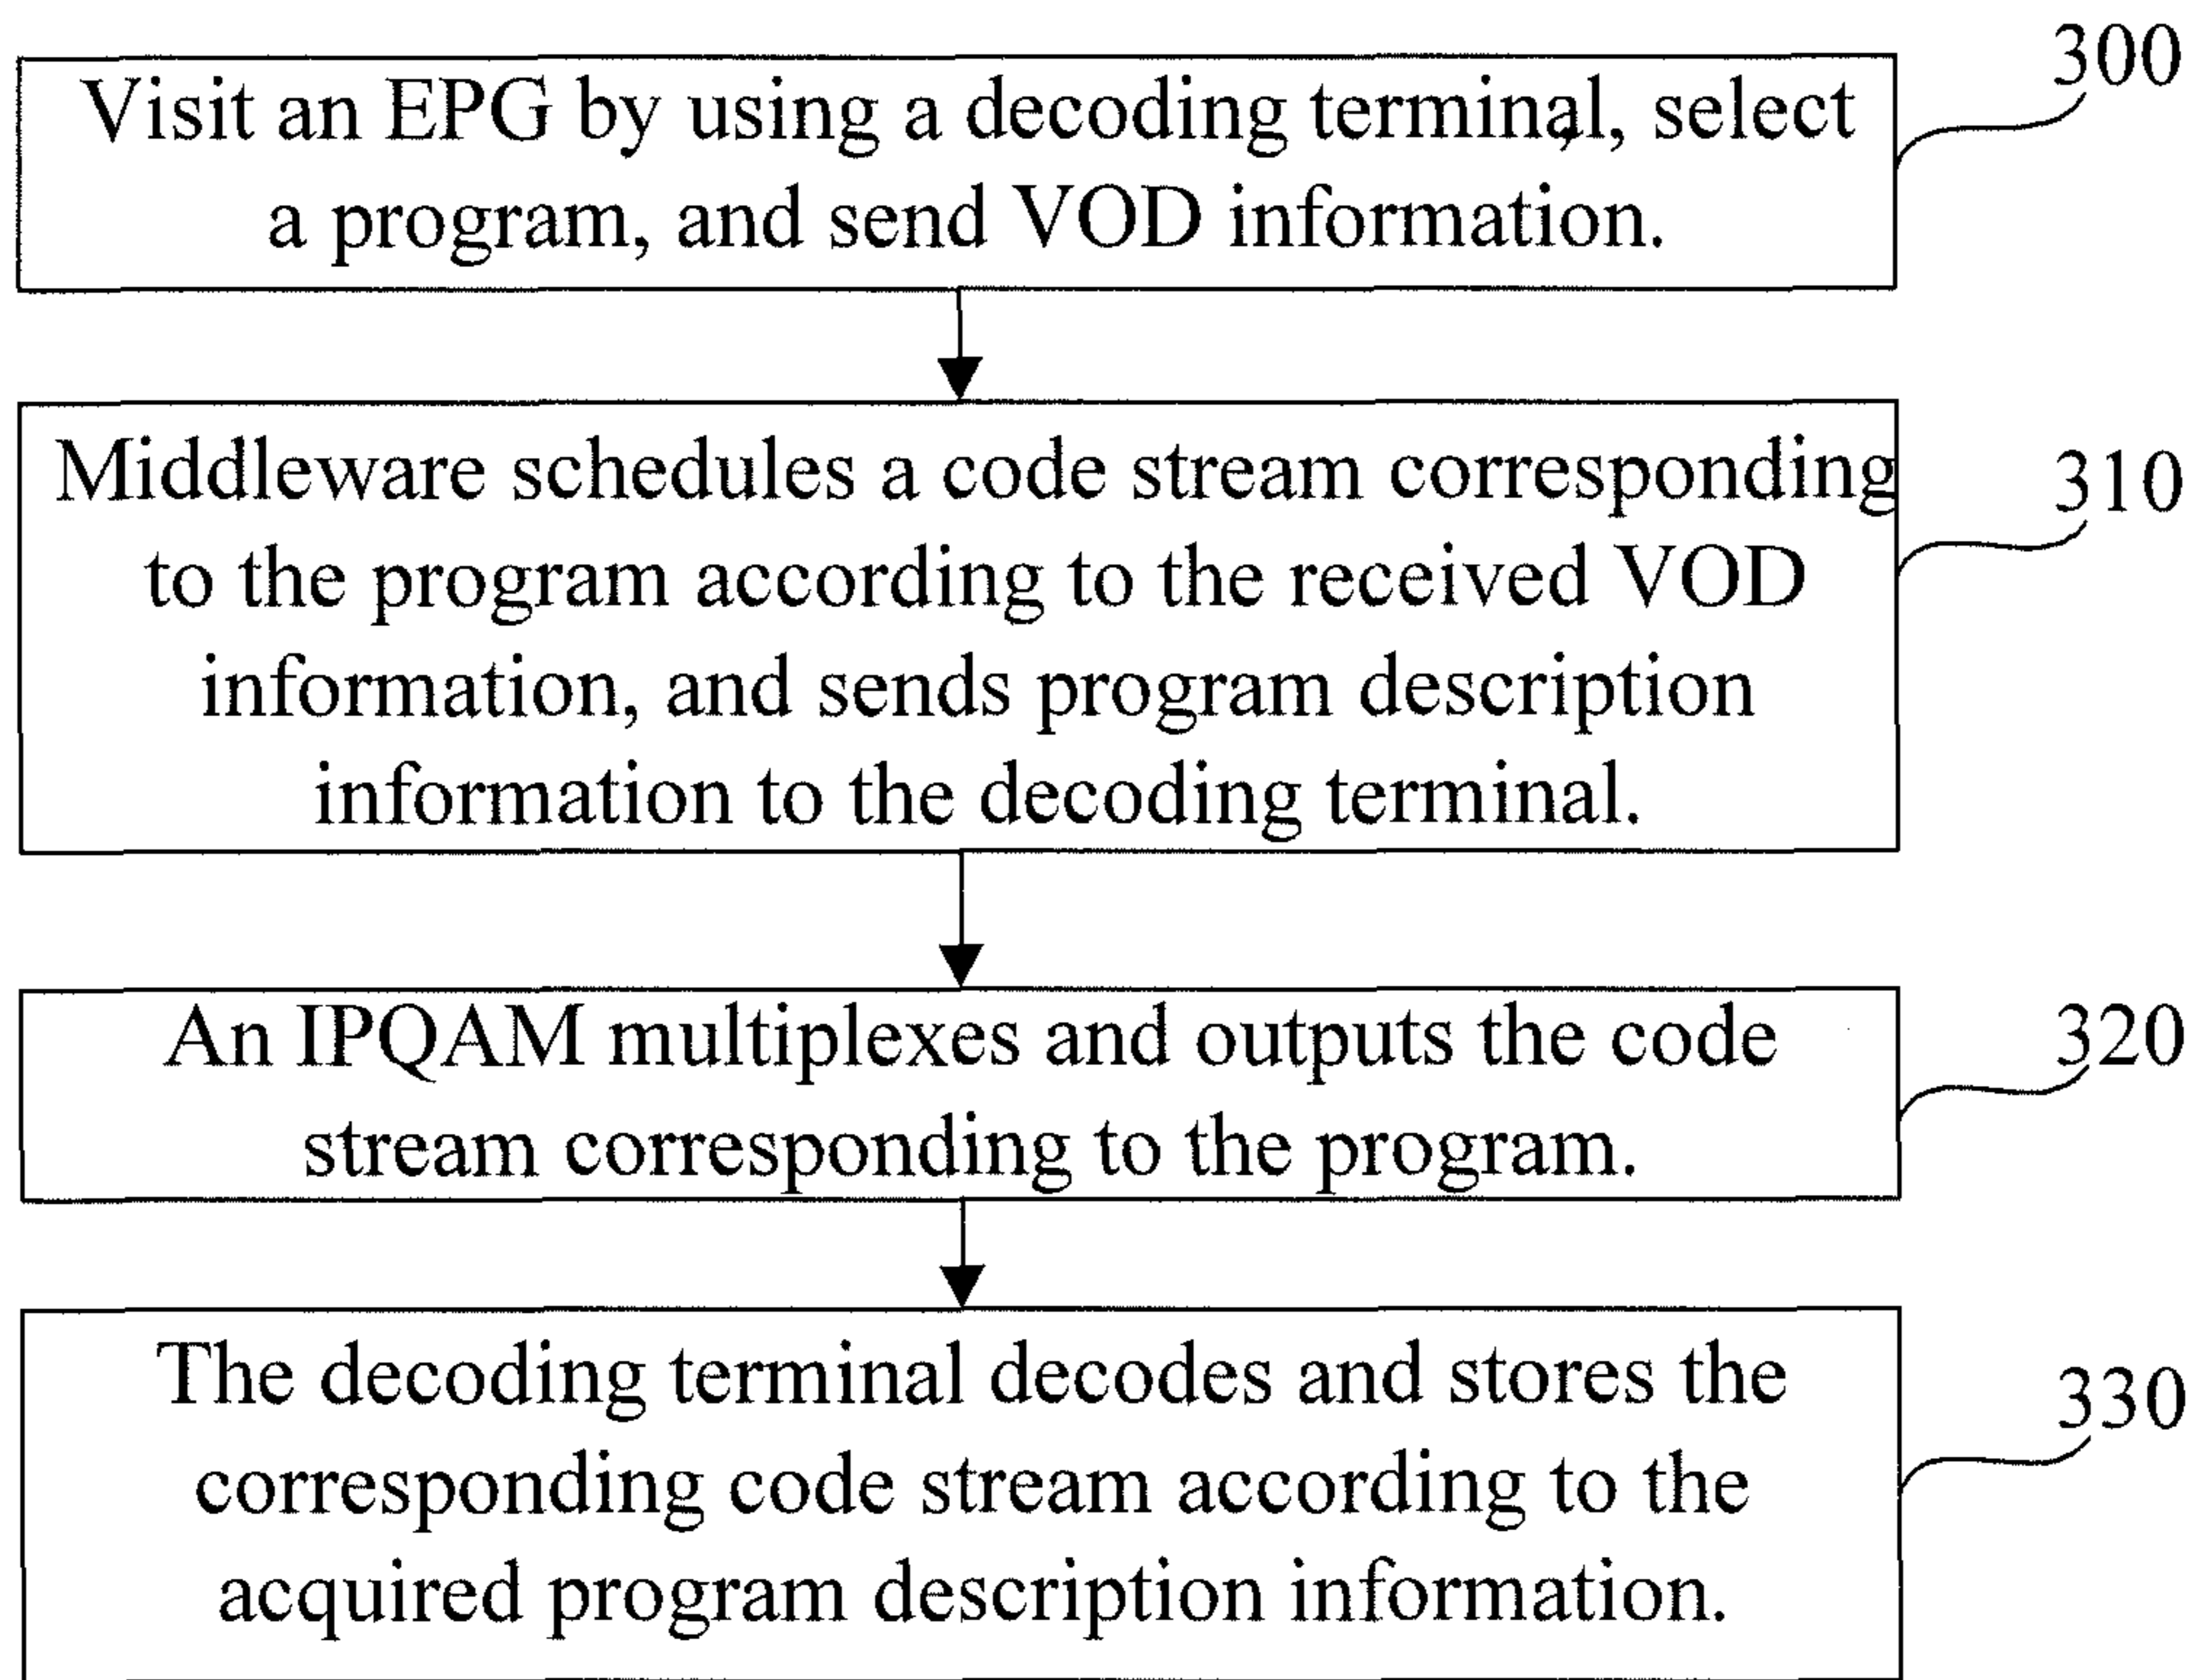 300
Visit an EPG by using a decoding terminal, select
a program, and send VOD information.
310
Middleware schedules a code stream corresponding
to the program according to the received VOD
information, and sends program description
information to the decoding terminal.
320
An IPQAM multiplexes and outputs the code
stream corresponding to the program.
330
The decoding terminal decodes and stores the
corresponding code stream according to the
acquired program description information.